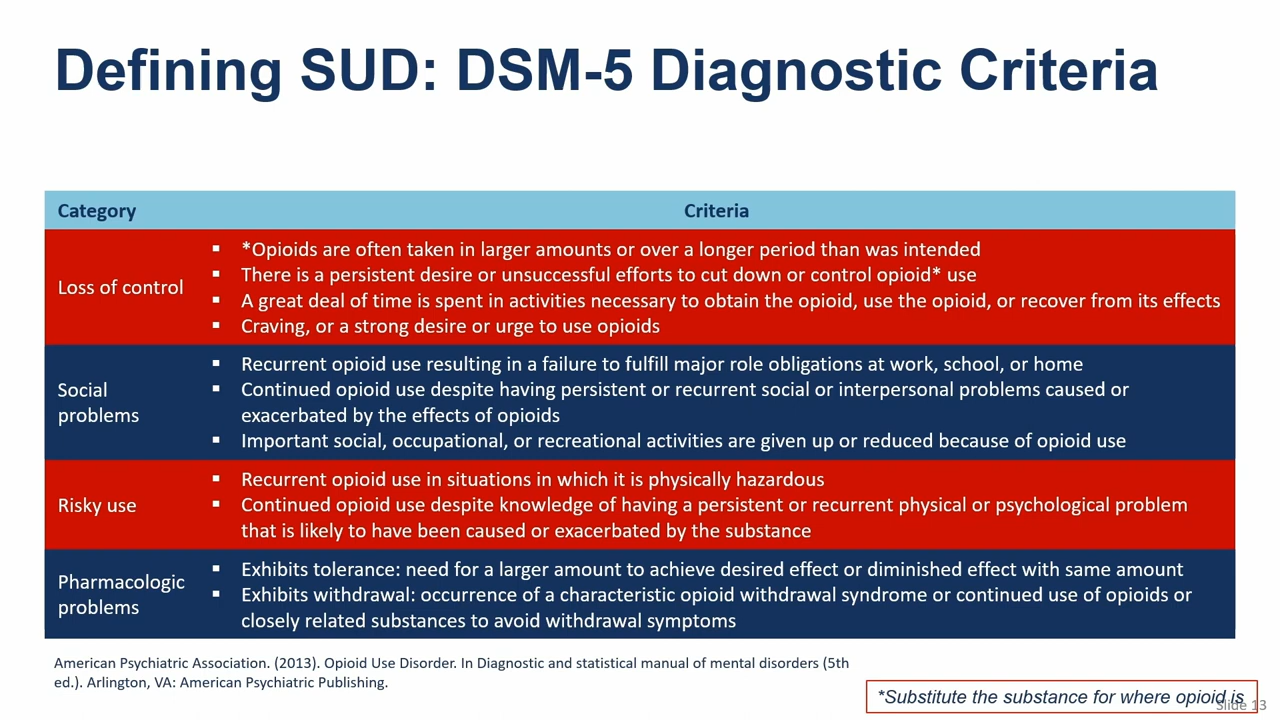 Defining SUD: DSM-5 Diagnostic Criteria
Category Criteria
Loss of control
▪ *Opioids are often taken in larger amounts or over a longer period than was intended
▪ There is a persistent desire or unsuccessful efforts to cut down or control opioid* use
▪ A great deal of time is spent in activities necessary to obtain the opioid, use the opioid, or recover from its effects
▪ Craving, or a strong desire or urge to use opioids
Social
problems
▪ Recurrent opioid use resulting in a failure to fulfill major role obligations at work, school, or home
▪ Continued opioid use despite having persistent or recurrent social or interpersonal problems caused or
exacerbated by the effects of opioids
▪ Important social, occupational, or recreational activities are given up or reduced because of opioid use
Risky use
▪ Recurrent opioid use in situations in which it is physically hazardous
▪ Continued opioid use despite knowledge of having a persistent or recurrent physical or psychological problem
that is likely to have been caused or exacerbated by the substance
Pharmacologic
problems
▪ Exhibits tolerance: need for a larger amount to achieve desired effect or diminished effect with same amount
▪ Exhibits withdrawal: occurrence of a characteristic opioid withdrawal syndrome or continued use of opioids or
closely related substances to avoid withdrawal symptoms
American Psychiatric Association. (2013). Opioid Use Disorder. In Diagnostic and statistical manual of mental disorders (5th
ed.). Arlington, VA: American Psychiatric Publishing.
*Substitute the substance for where opioid is
Slide 13